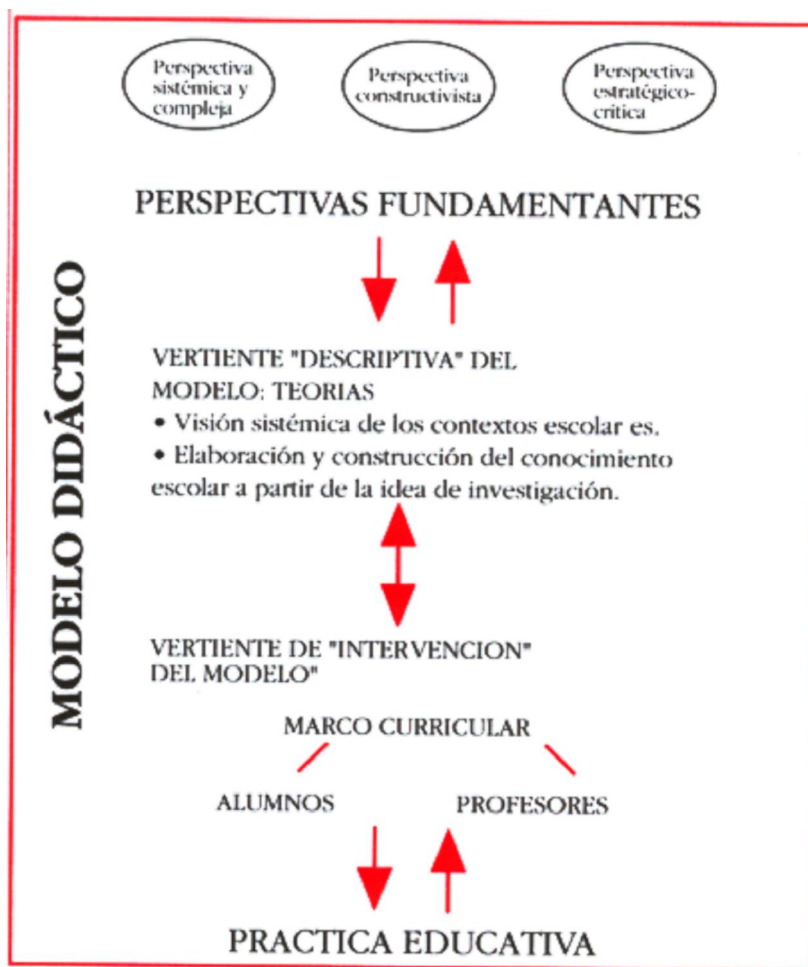 Perspectiva
sistémica y
compleja
Perspectiva
constructivista
Perspectiva
estratégico-
crítica
PERSPECTIVAS FUNDAMENTANTES
MODELO DIDÁCTICO
VERTIENTE "DESCRIPTIVA" DEL
MODELO: TEORIAS
• Visión sistémica de los contextos escolar es.
• Elaboración y construcción del conocimiento
escolar a partir de la idea de investigación.
VERTIENTE DE "INTERVENCION"
DEL MODELO"
MARCO CURRICULAR
ALUMNOS
PROFESORES
PRACTICA EDUCATIVA